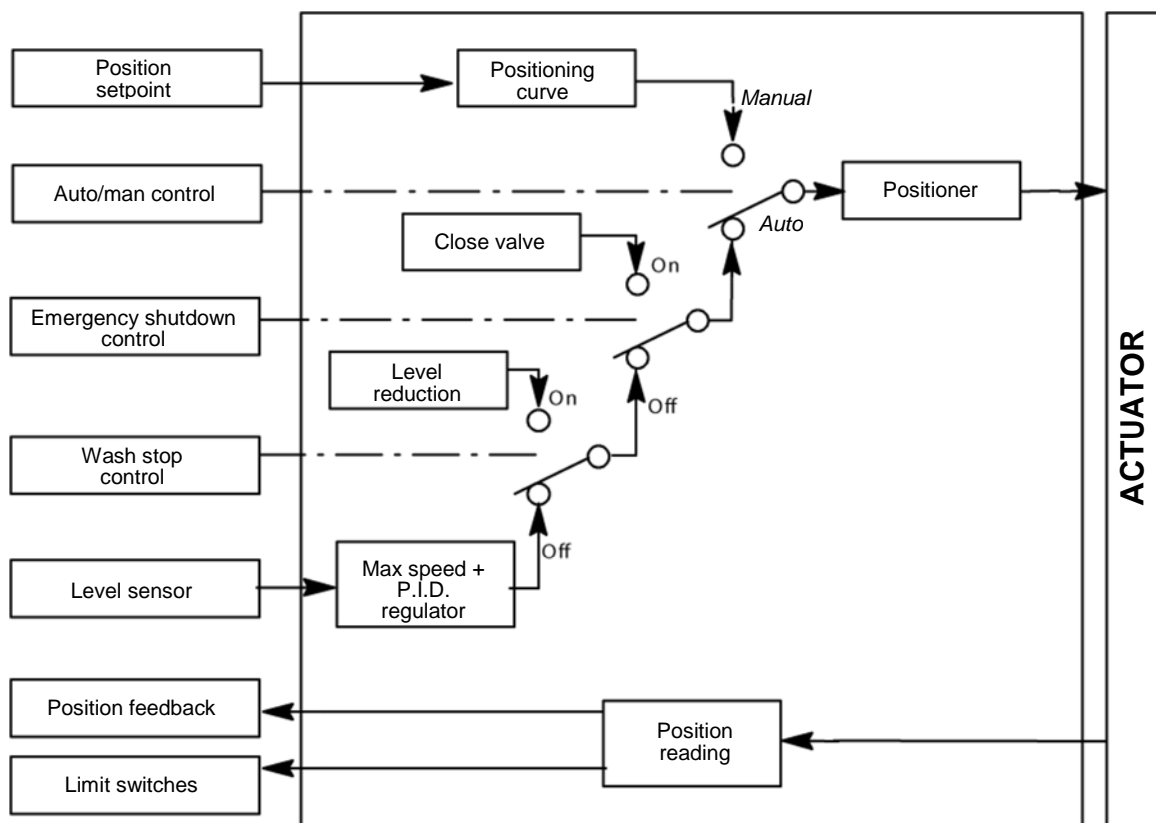 Position
setpoint
Positioning
curve
Manual
Auto/man control
Positioner
Auto
Close valve
On
Emergency shutdown
control
Level
reduction
On
Off
Wash stop
control
Off
Level sensor
Max speed +
P.I.D.
regulator
Position feedback
Position
reading
Limit switches
ACTUATOR